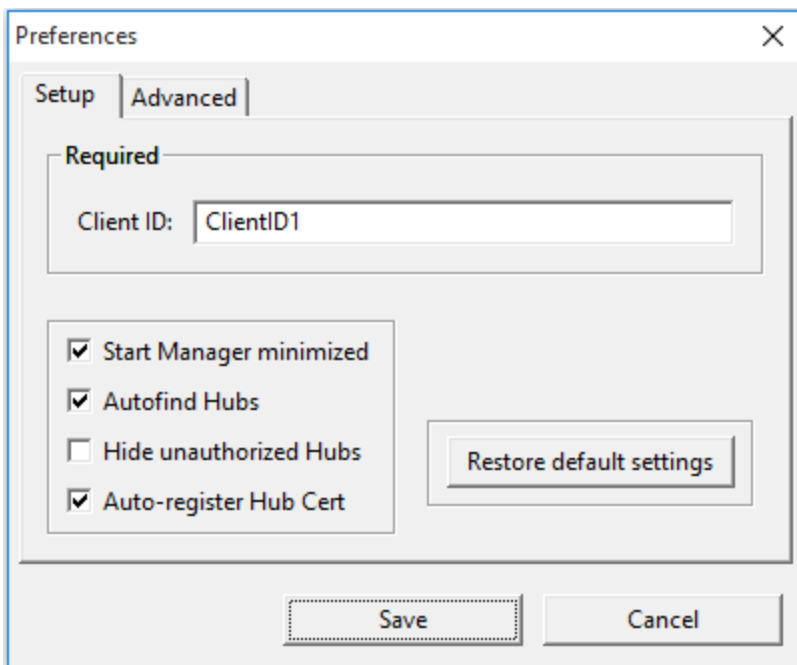 Preferences
Setup
Advanced
Required
Client ID: ClientID1
Start Manager minimized
Autofind Hubs
Hide unauthorized Hubs
Auto-register Hub Cert
Restore default settings
Save
Cancel